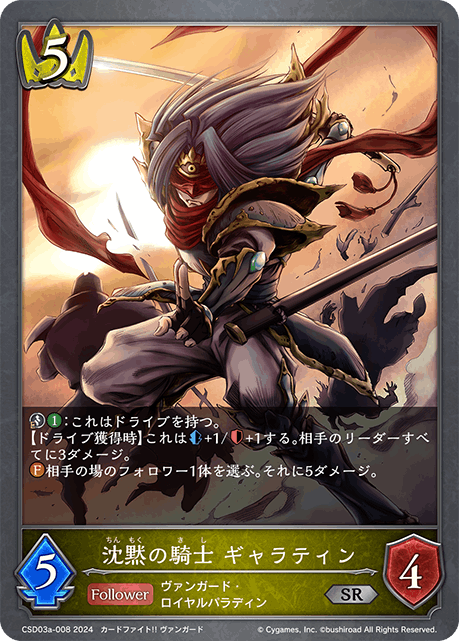 5
1:これはドライブを持つ。
【ドライブ獲得時】これは+1/+1する。相手のリーダーすべ
てに3ダメージ。
F 相手の場のフォロワー1体を選ぶ。それに5ダメージ。
ちんもく きし
沈黙の騎士 ギャラティン
5
Follower
ヴァンガード・
ロイヤルパラディン
SR
4
CSD03a-008 2024 カードファイト!! ヴァンガード
© Cygames, Inc. ©bushiroad All Rights Reserved.